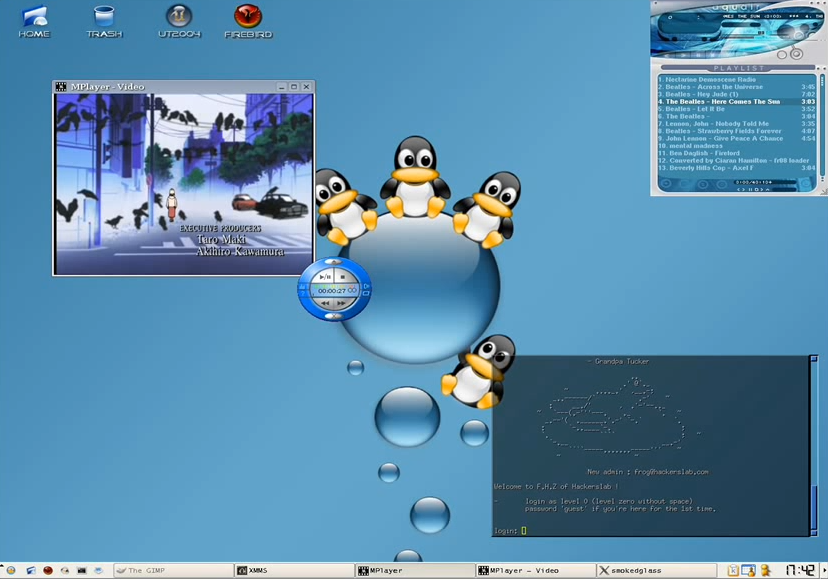 HOME
TRASH
UT2004
FIREBIRD
MPlayer - Video
EXECUTIVE PRODUCERS
Taro Maki
Akihiro Kawamura
00:00:27
PLAYLIST
1. Nectarine Demoscene Radio
2. Beatles - Across the Universe 3:45
3. Beatles - Hey Jude (1) 7:02
4. The Beatles - Here Comes The Sun 3:03
5. Beatles - Let It Be 3:52
6. The Beatles - 3:04
7. Lennon, John - Nobody Told Me 3:35
8. Beatles - Strawberry Fields Forever 4:07
9. John Lennon - Give Peace A Chance 4:54
10. mental madness
11. Ben Daglish - Firelord
12. Converted by Ciaran Hamilton - fr08 loader
13. Beverly Hills Cop - Axel F 3:04
- Grandpa Tucker
New admin : frog@hackerslab.com
Welcome to F.H.Z of Hackerslab !
- login as level 0 (level zero without space)
password 'guest' if you're here for the 1st time.
login:
The GIMP
XMMS
MPlayer
MPlayer - Video
smokedglass
17:42